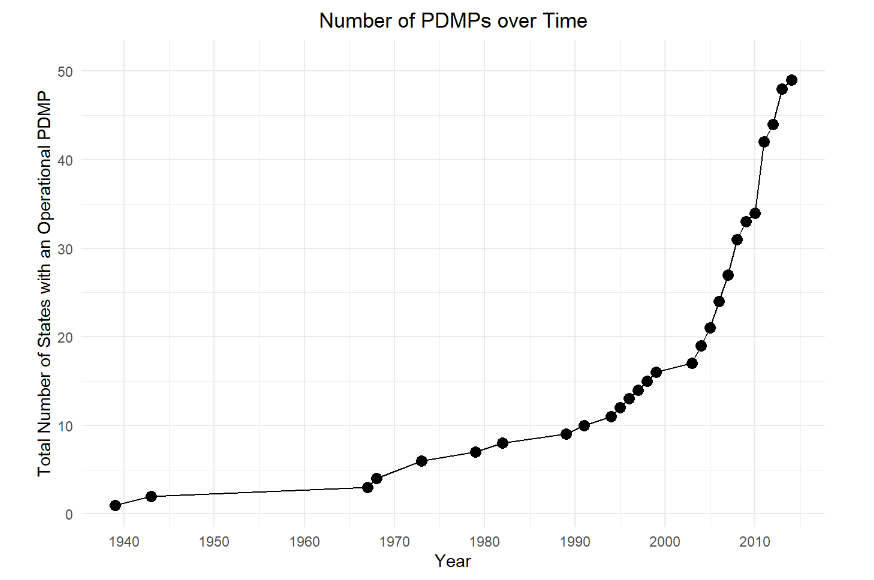 Number of PDMPs over Time
Total Number of States with an Operational PDMP
50
40
30
20
10
0
1940 1950 1960 1970 1980 1990 2000 2010
Year